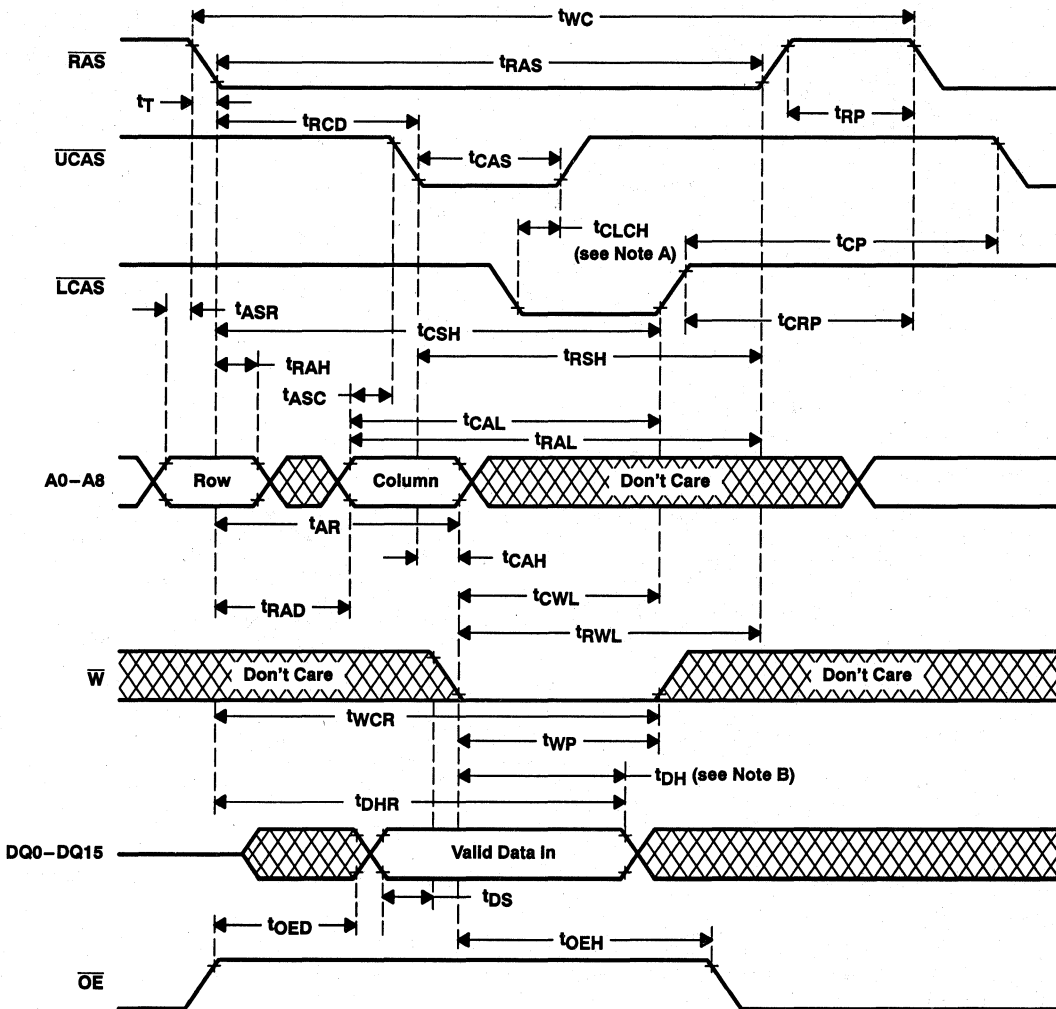 tWC
RAS
tRAS
tT
tRP
tRCD
UCAS
tCAS
tCLCH
(see Note A)
tCP
LCAS
tASR
tCRP
tCSH
tRSH
tRAH
tASC
tCAL
tRAL
A0–A8
Row
Column
Don't Care
tAR
tCAH
tCWL
tRAD
tRWL
W
Don't Care
Don't Care
tWCR
tWP
tDH (see Note B)
tDHR
DQ0–DQ15
Valid Data In
tDS
tOED
tOEH
OE